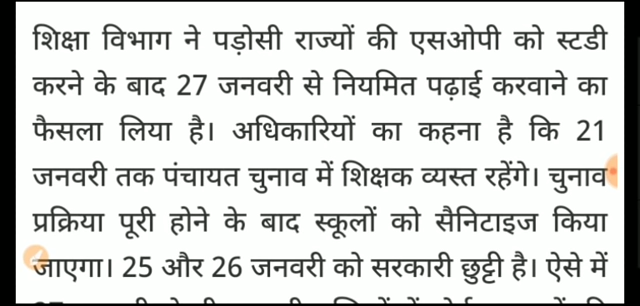 शिक्षा विभाग ने पड़ोसी राज्यों की एसओपी को स्टडी
करने के बाद 27 जनवरी से नियमित पढ़ाई करवाने का
फैसला लिया है। अधिकारियों का कहना है कि 21
जनवरी तक पंचायत चुनाव में शिक्षक व्यस्त रहेंगे। चुनाव
प्रक्रिया पूरी होने के बाद स्कूलों को सैनिटाइज किया
जाएगा। 25 और 26 जनवरी को सरकारी छुट्टी है। ऐसे में